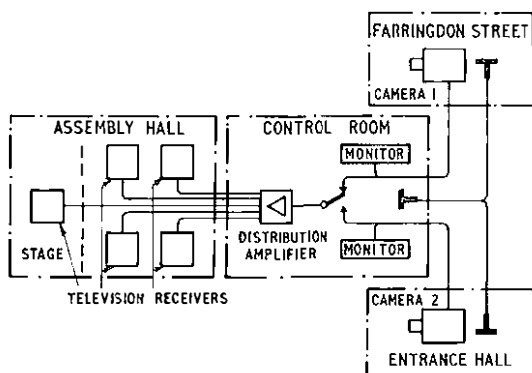 FARRINGDON STREET
CAMERA 1
ASSEMBLY HALL
CONTROL ROOM
MONITOR
STAGE
DISTRIBUTION
AMPLIFIER
MONITOR
TELEVISION RECEIVERS
CAMERA 2
ENTRANCE HALL